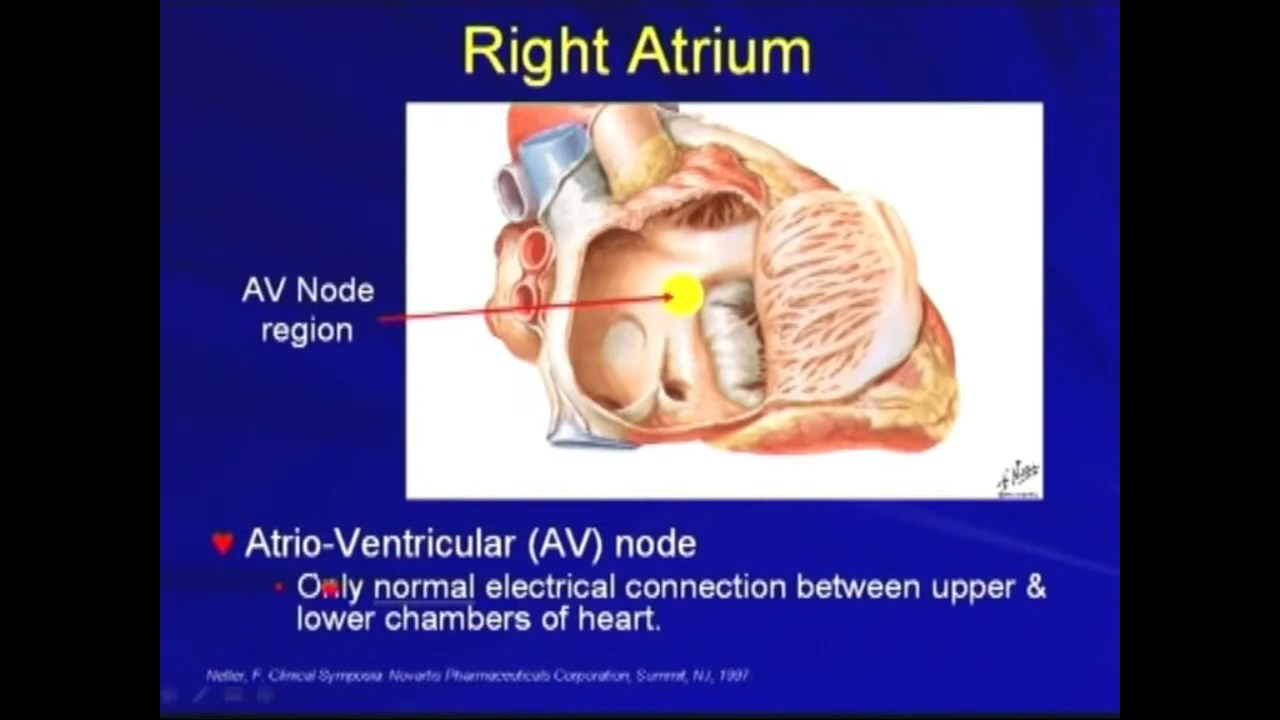 Right Atrium
AV Node
region
Atrio-Ventricular (AV) node
Only normal electrical connection between upper &
lower chambers of heart.
Netter, F. Clinical Symposia. Novartis Pharmaceuticals Corporation, Summit, NJ, 1997